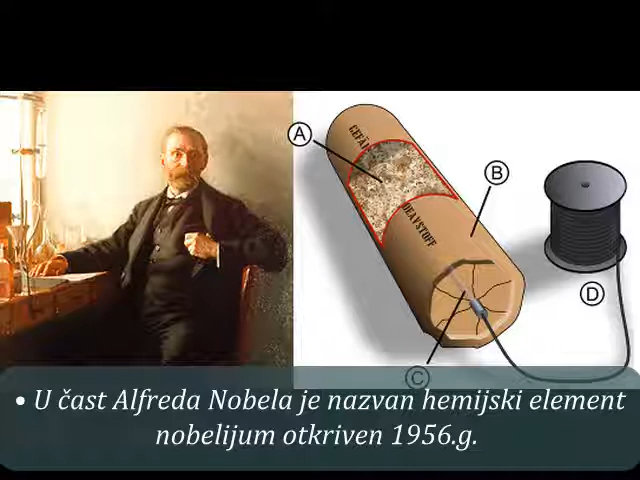 A
B
C
D
• U čast Alfreda Nobela je nazvan hemijski element
nobelijum otkriven 1956.g.